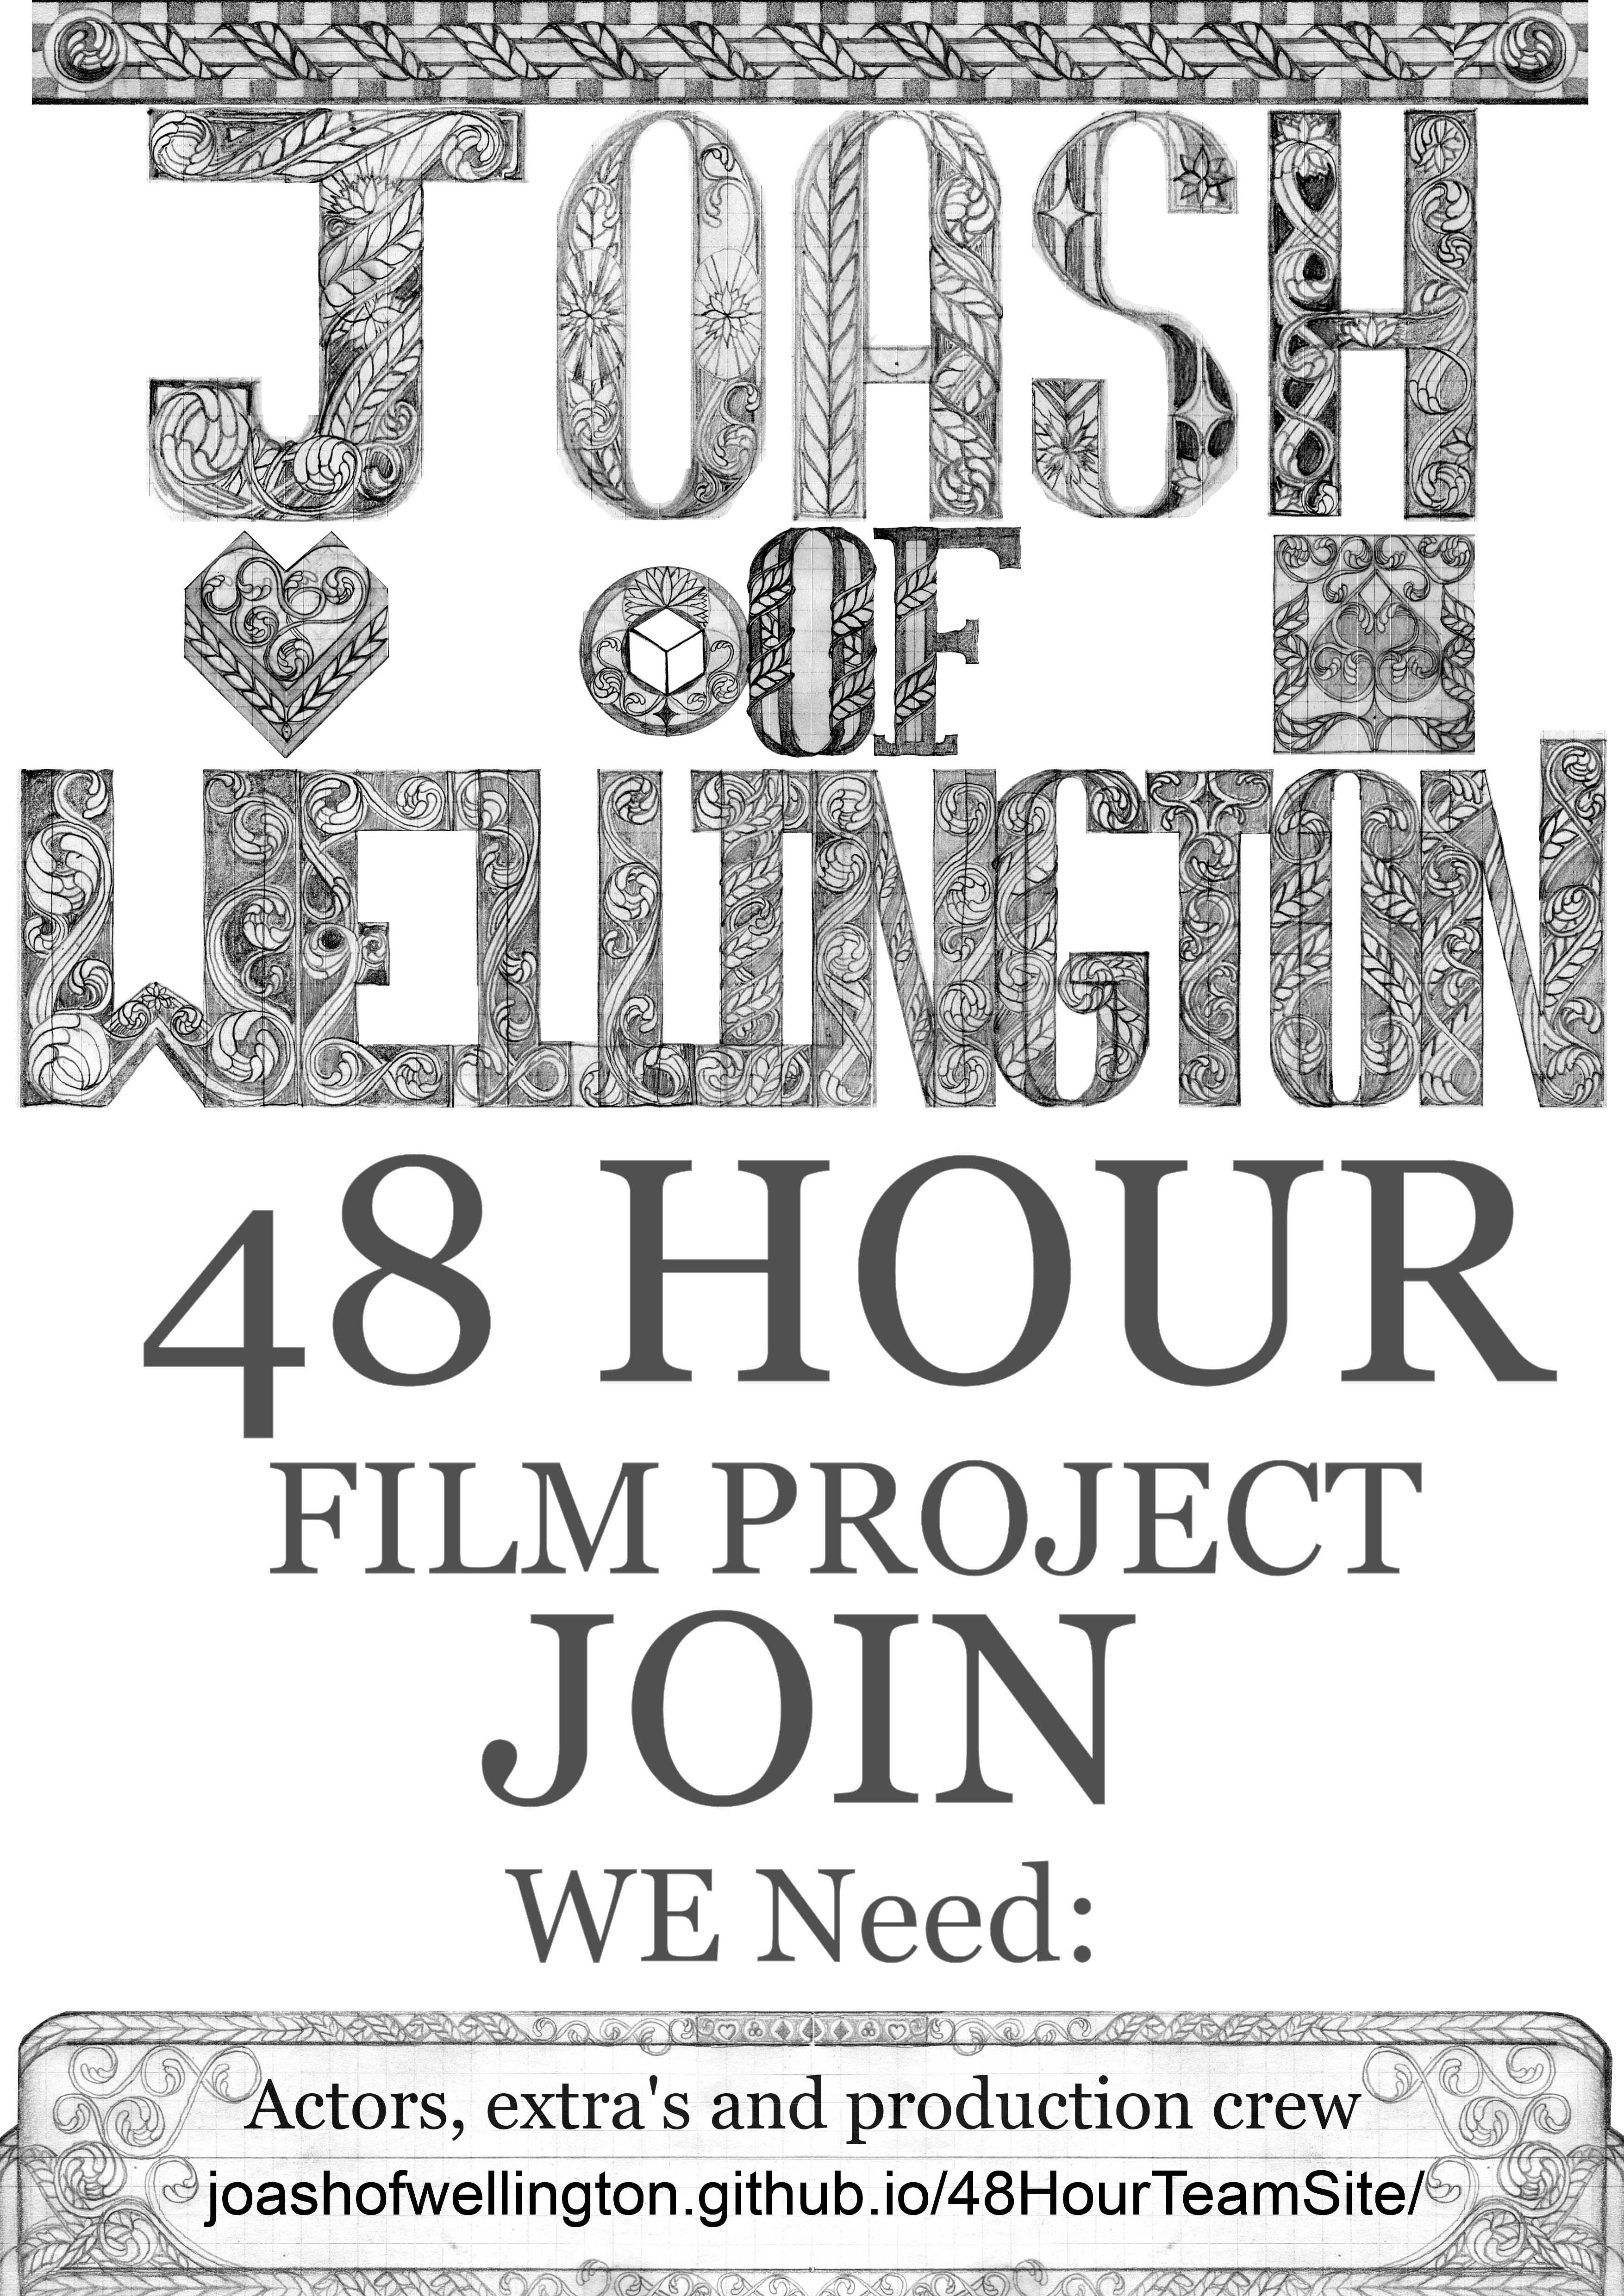 JOASH
OF
WELLINGTON
48 HOUR
FILM PROJECT
JOIN
WE Need:
Actors, extra's and production crew
joashofwellington.github.io/48HourTeamSite/